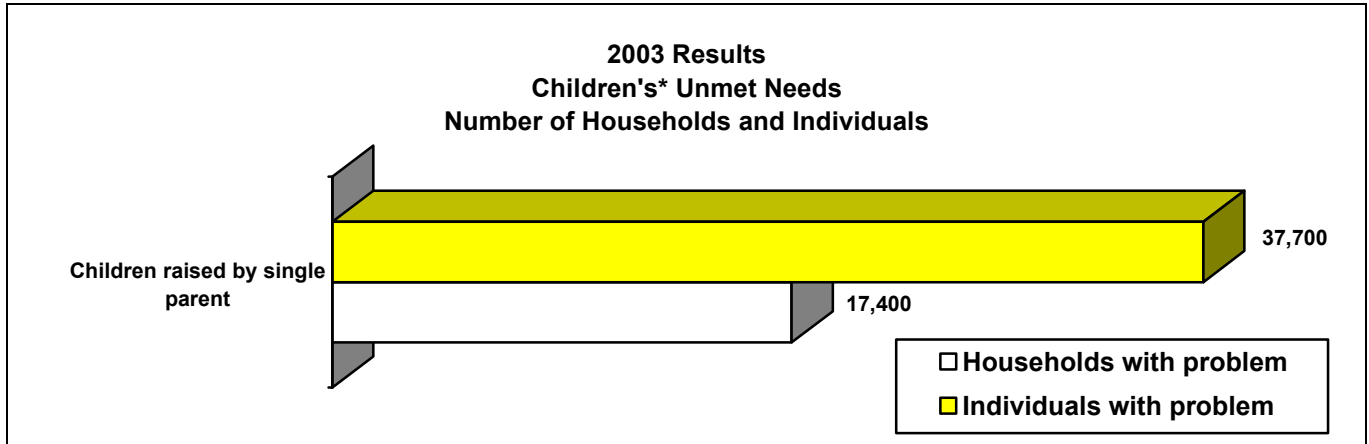 2003 Results
Children's* Unmet Needs
Number of Households and Individuals
37,700
Children raised by single
parent
17,400
Households with problem
Individuals with problem